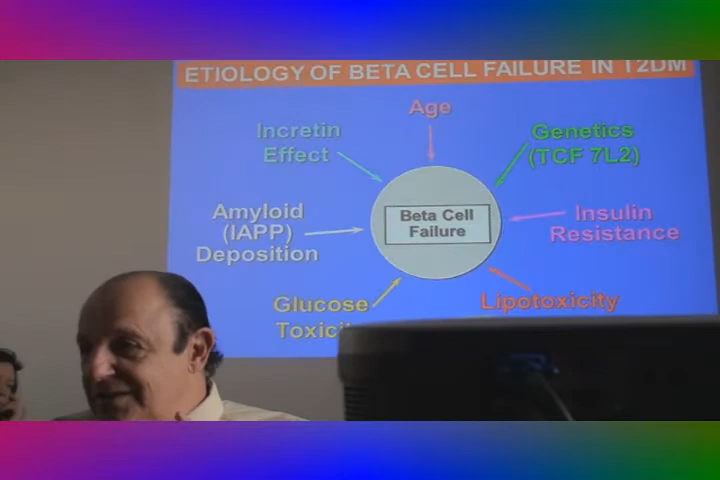 ETIOLOGY OF BETA CELL FAILURE IN T2DM
Age
Incretin
Effect
Genetics
(TCF 7L2)
Amyloid
(IAPP)
Deposition
Beta Cell
Failure
Insulin
Resistance
Glucose
Lipotoxicity